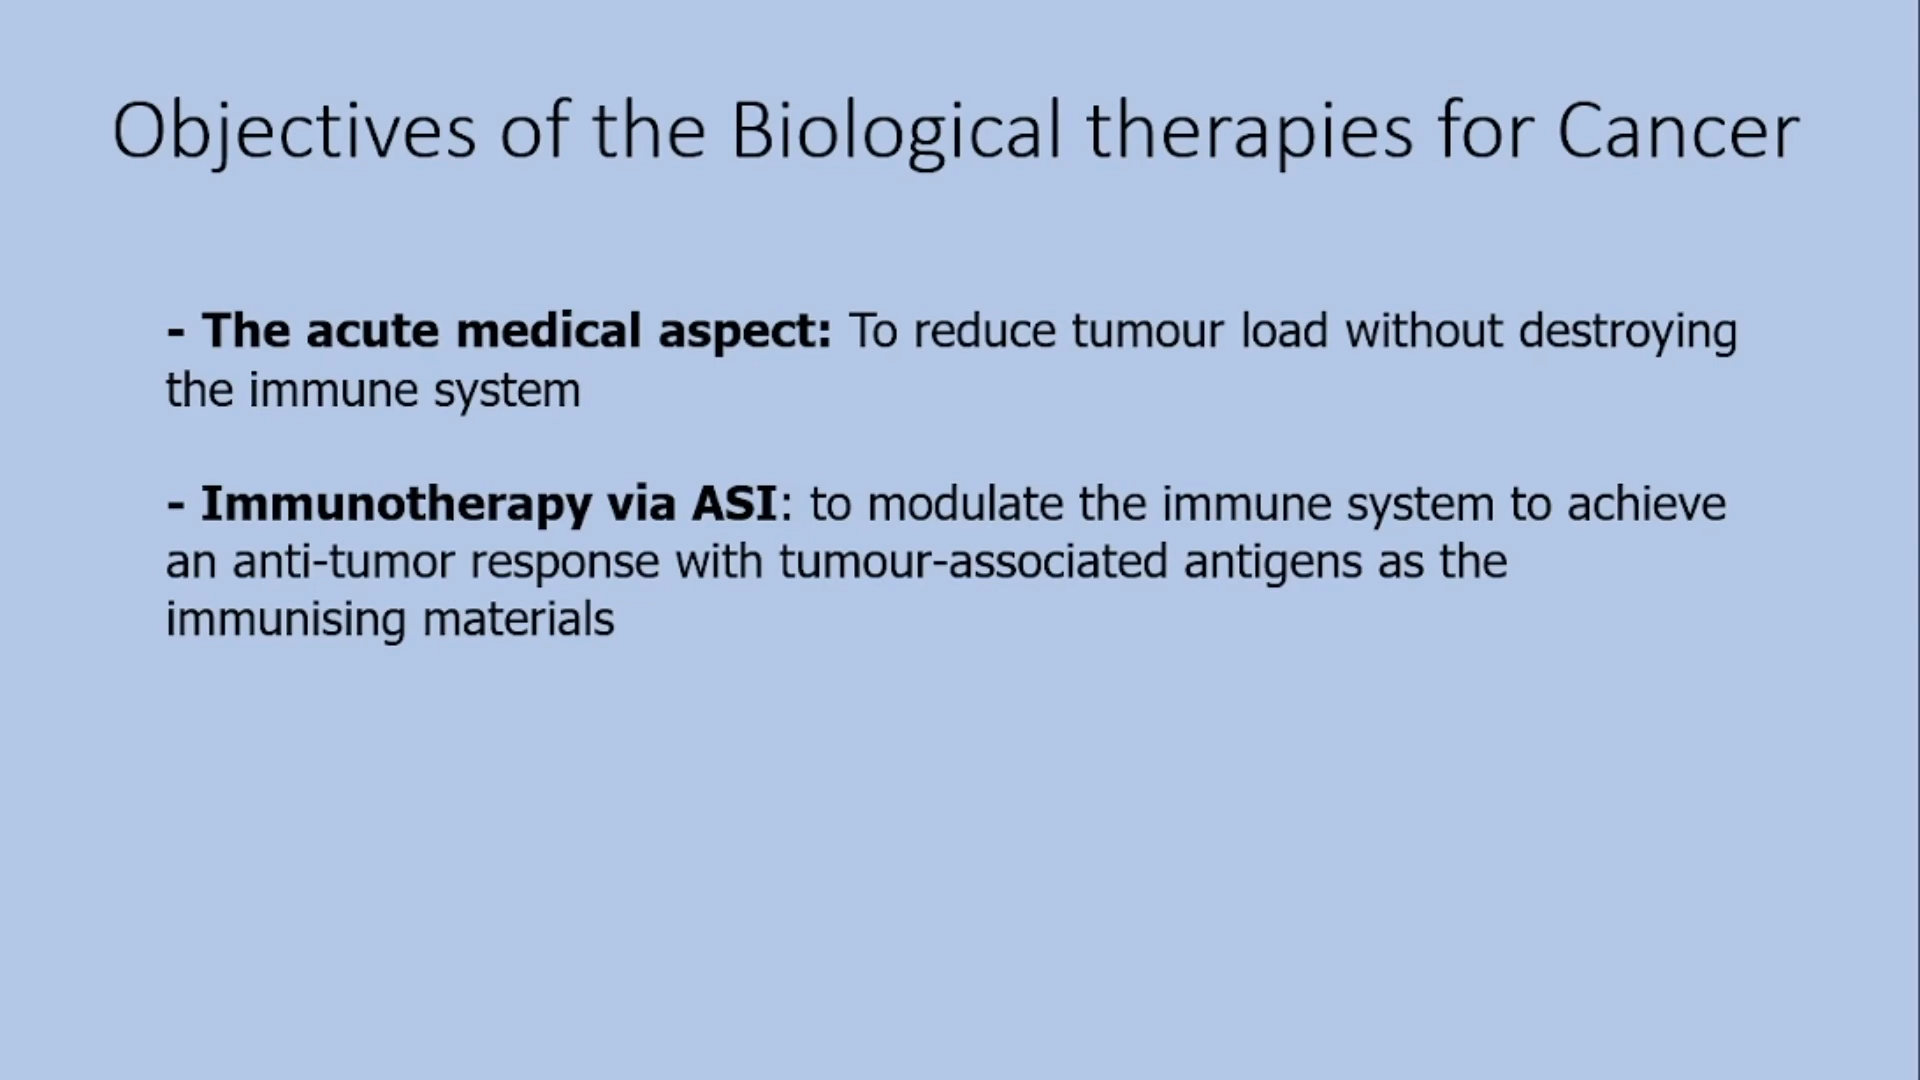 Objectives of the Biological therapies for Cancer
- The acute medical aspect: To reduce tumour load without destroying
the immune system
- Immunotherapy via ASI: to modulate the immune system to achieve
an anti-tumor response with tumour-associated antigens as the
immunising materials